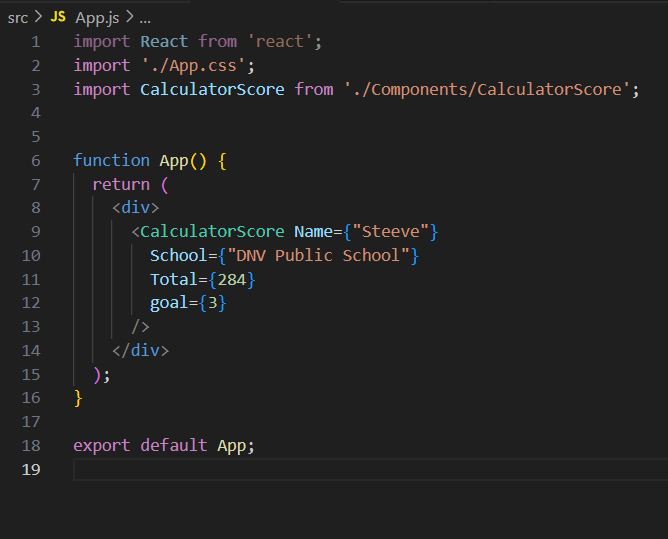 src > JS App.js > ...
1 import React from 'react';
2 import './App.css';
3 import CalculatorScore from './Components/CalculatorScore';
4
5
6 function App() {
7   return (
8     <div>
9       <CalculatorScore Name={"Steeve"}
10         School={"DNV Public School"}
11         Total={284}
12         goal={3}
13       />
14     </div>
15   );
16 }
17
18 export default App;
19